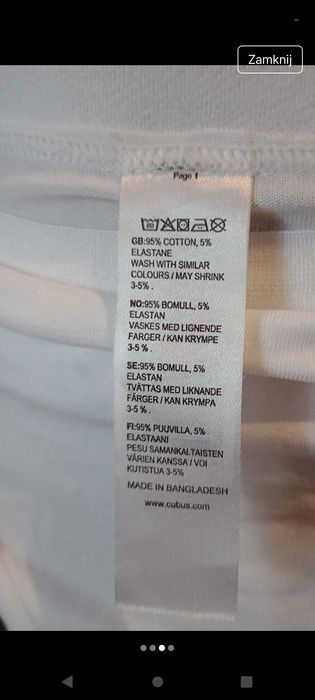 Zamknij
Page 1
60
GB:95% COTTON, 5%
ELASTANE
WASH WITH SIMILAR
COLOURS / MAY SHRINK
3-5% .
NO:95% BOMULL, 5%
ELASTAN
VASKES MED LIGNENDE
FARGER / KAN KRYMPE
3-5 % .
SE:95% BOMULL, 5%
ELASTAN
TVÄTTAS MED LIKNANDE
FÄRGER / KAN KRYMPA
3-5 % .
FI:95% PUUVILLA, 5%
ELASTAANI
PESU SAMANKALTAISTEN
VÄRIEN KANSSA / VOI
KUTISTUA 3-5%
MADE IN BANGLADESH
www.cubus.com